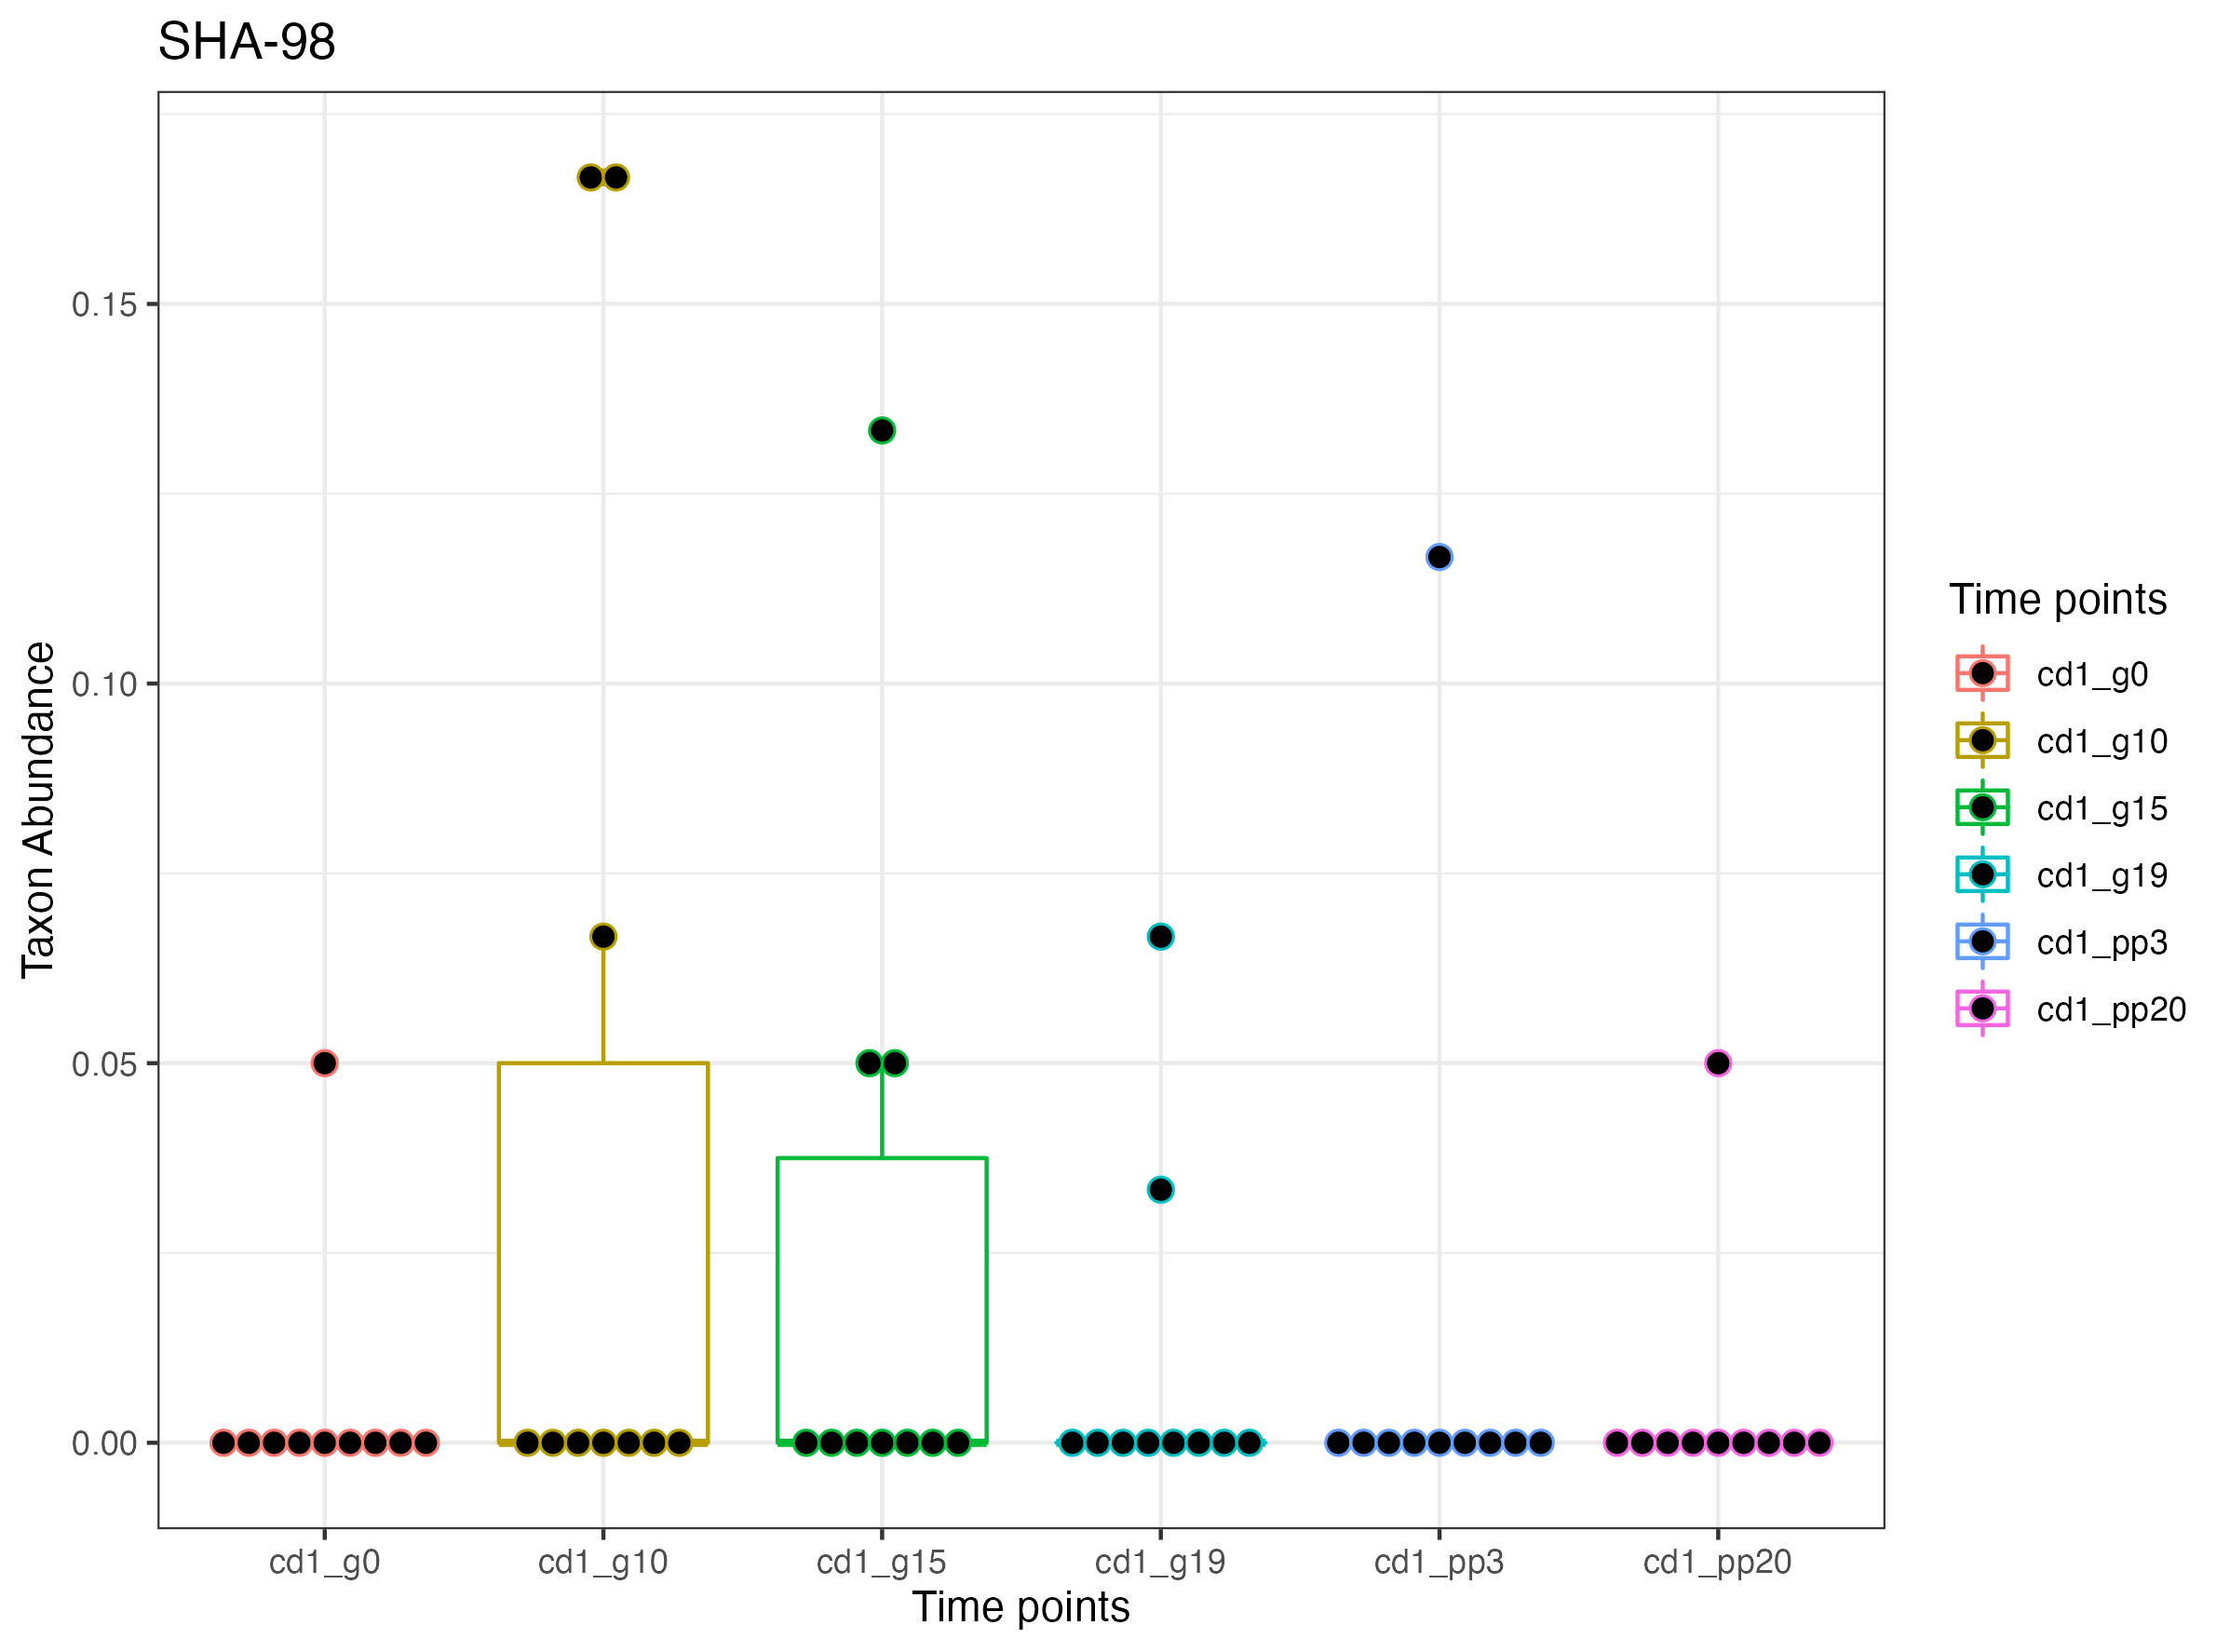 SHA-98
Taxon Abundance
0.15
0.10
0.05
0.00
cd1_g0 cd1_g10 cd1_g15 cd1_g19 cd1_pp3 cd1_pp20
Time points
Time points
cd1_g0
cd1_g10
cd1_g15
cd1_g19
cd1_pp3
cd1_pp20